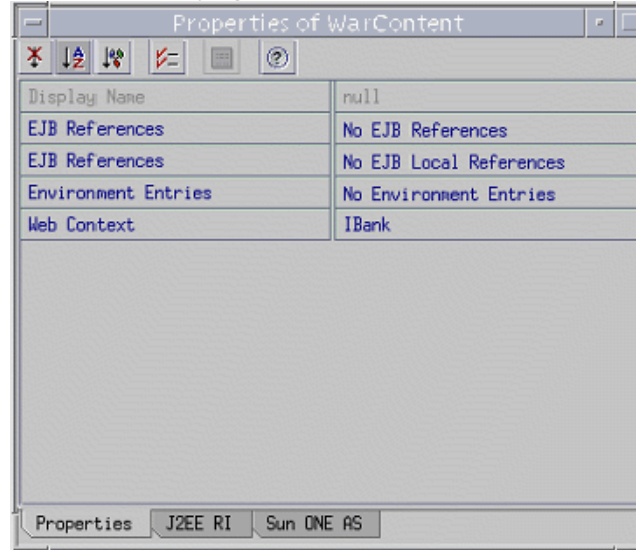 Properties of WarContent
Display Name null
EJB References No EJB References
EJB References No EJB Local References
Environment Entries No Environment Entries
Web Context IBank
Properties J2EE RI Sun ONE AS